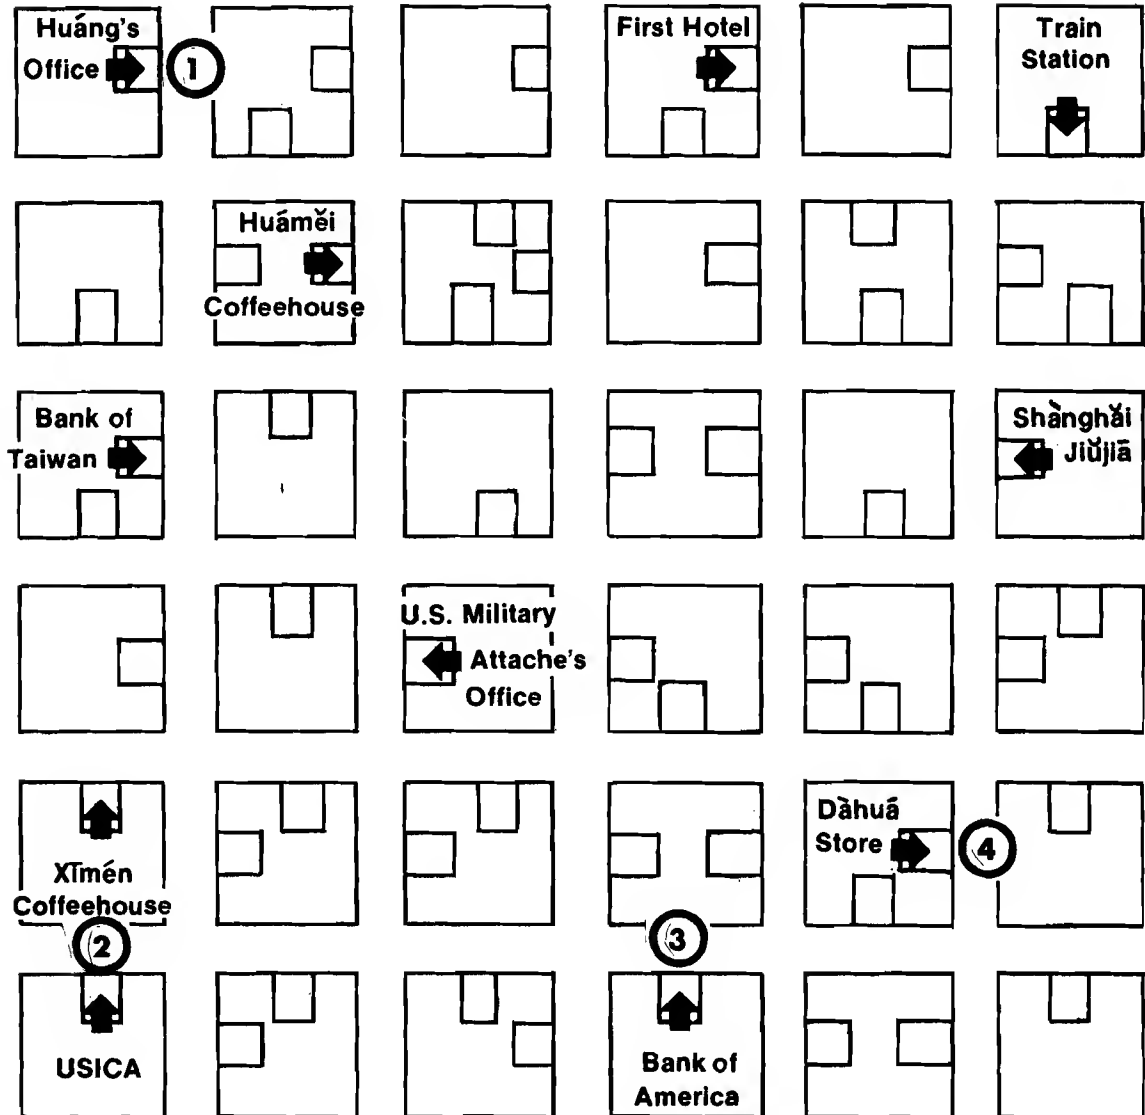 Huáng's
Office
1
First Hotel
Train
Station
Huáměi
Coffeehouse
Bank of
Taiwan
Shànghǎi
Jiǔjiā
U.S. Military
Attache's
Office
Xīmén
Coffeehouse
2
3
Dàhuá
Store
4
USICA
Bank of
America